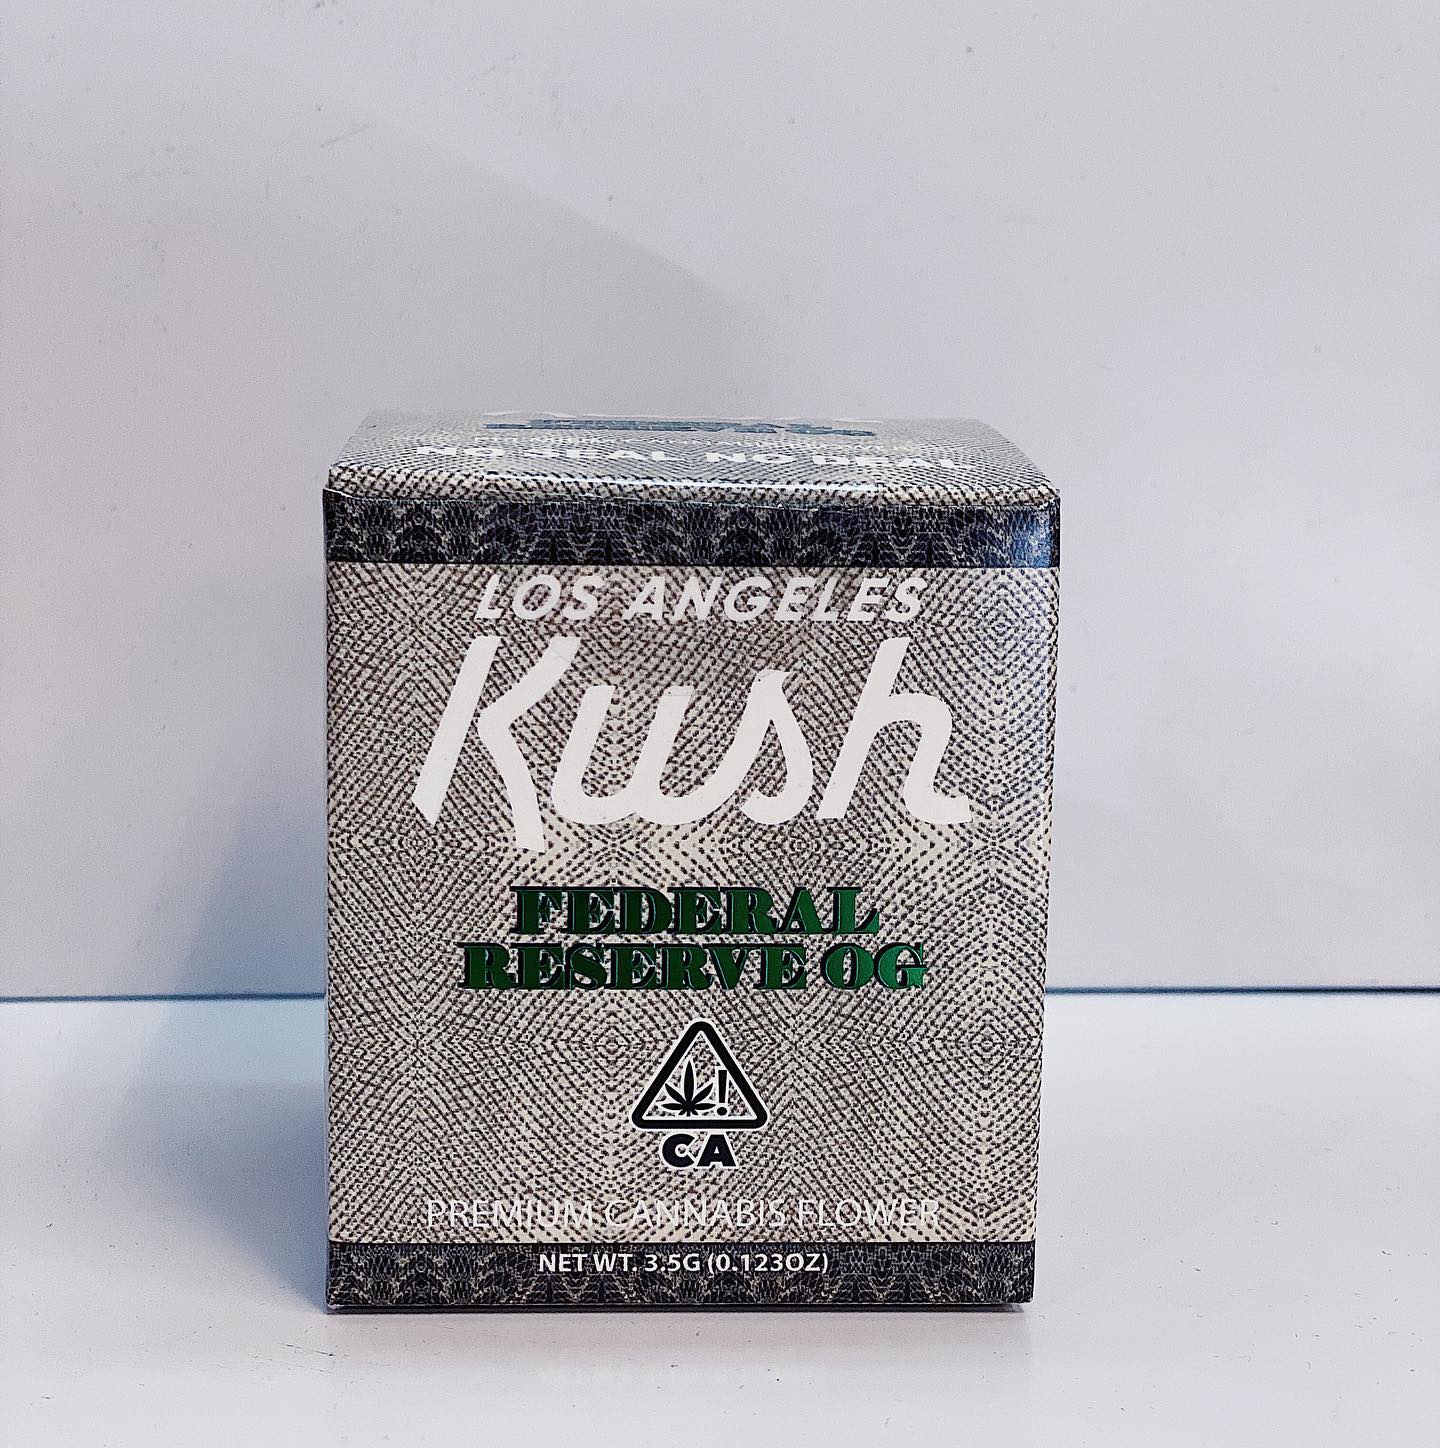 NO SEAL NO DEAL
LOS ANGELES
Kush
FEDERAL
RESERVE OG
!
CA
PREMIUM CANNABIS FLOWER
NET WT. 3.5G (0.123OZ)